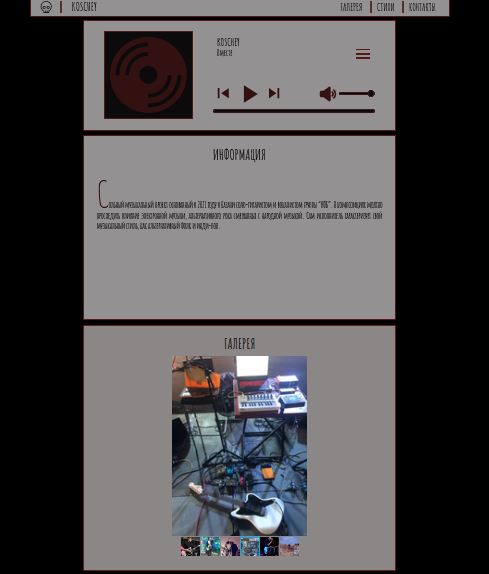 KOSCHEY
ГАЛЕРЕЯ
СТИХИ
КОНТАКТЫ
KOSCHEY
Вместе
ИНФОРМАЦИЯ
Сольный музыкальный проект основанный в 2021 году в Казани соло-гитаристом и вокалистом группы В композициях можно
проследить влияние электронной музыки, альтернативного рока смешанных с народной музыкой. Сам исполнитель характеризует свой
музыкальный стиль, как альтернативный фолк и инди-поп.
ГАЛЕРЕЯ